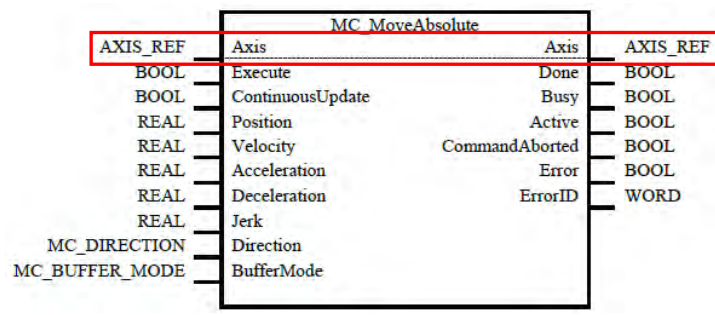 MC_MoveAbsolute
AXIS_REF Axis Axis AXIS_REF
BOOL Execute Done BOOL
BOOL ContinuousUpdate Busy BOOL
REAL Position Active BOOL
REAL Velocity CommandAborted BOOL
REAL Acceleration Error BOOL
REAL Deceleration ErrorID WORD
REAL Jerk
MC_DIRECTION Direction
MC_BUFFER_MODE BufferMode